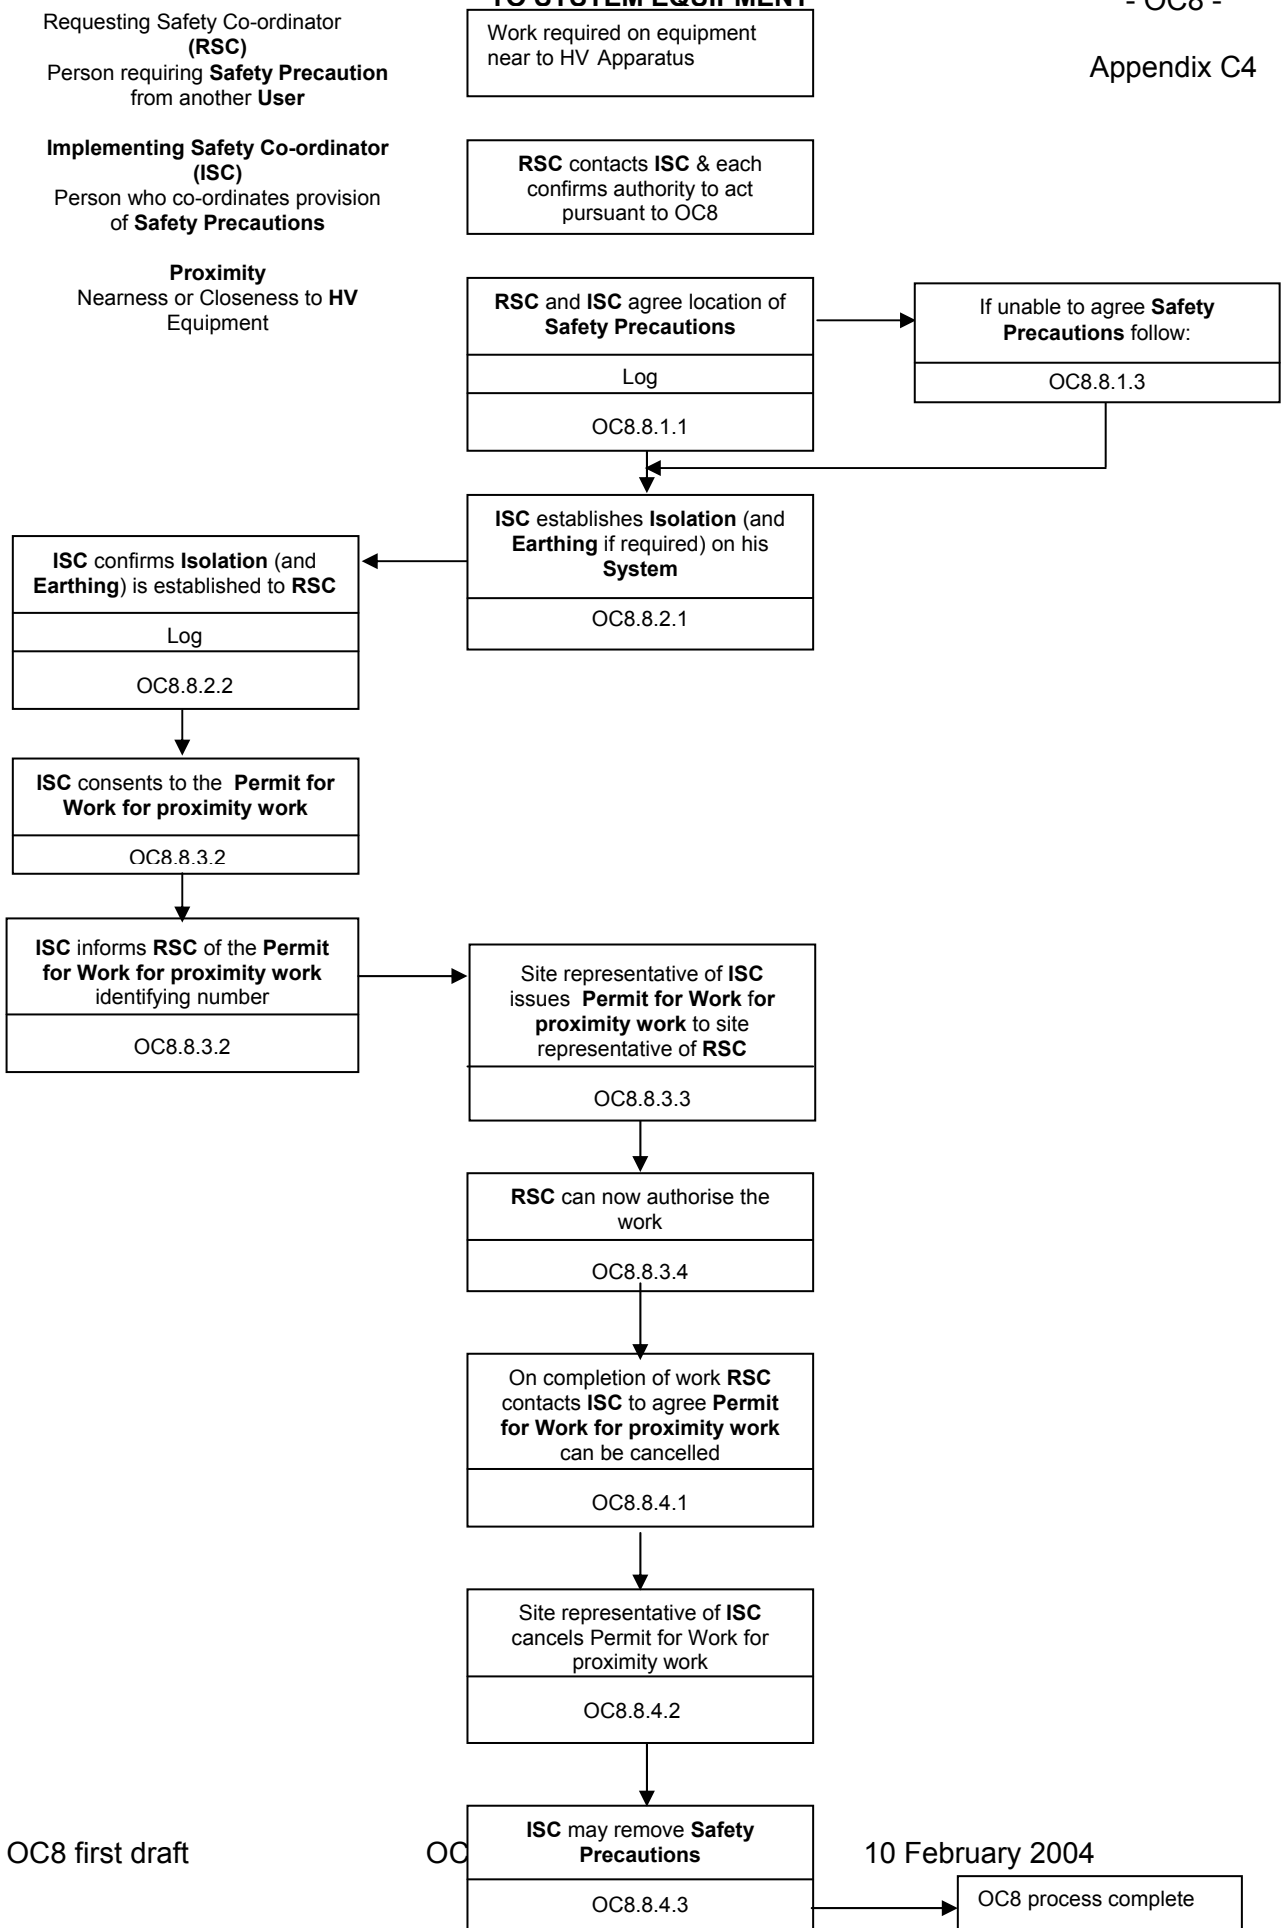 TO SYSTEM EQUIPMENT
- OC8 -
Appendix C4
Requesting Safety Co-ordinator
(RSC)
Person requiring Safety Precaution
from another User
Implementing Safety Co-ordinator
(ISC)
Person who co-ordinates provision
of Safety Precautions
Proximity
Nearness or Closeness to HV
Equipment
Work required on equipment
near to HV Apparatus
RSC contacts ISC & each
confirms authority to act
pursuant to OC8
RSC and ISC agree location of
Safety Precautions
Log
OC8.8.1.1
If unable to agree Safety
Precautions follow:
OC8.8.1.3
ISC establishes Isolation (and
Earthing if required) on his
System
OC8.8.2.1
ISC confirms Isolation (and
Earthing) is established to RSC
Log
OC8.8.2.2
ISC consents to the Permit for
Work for proximity work
OC8.8.3.2
ISC informs RSC of the Permit
for Work for proximity work
identifying number
OC8.8.3.2
Site representative of ISC
issues Permit for Work for
proximity work to site
representative of RSC
OC8.8.3.3
RSC can now authorise the
work
OC8.8.3.4
On completion of work RSC
contacts ISC to agree Permit
for Work for proximity work
can be cancelled
OC8.8.4.1
Site representative of ISC
cancels Permit for Work for
proximity work
OC8.8.4.2
ISC may remove Safety
Precautions
OC8.8.4.3
OC8 process complete
OC8 first draft
OC
10 February 2004